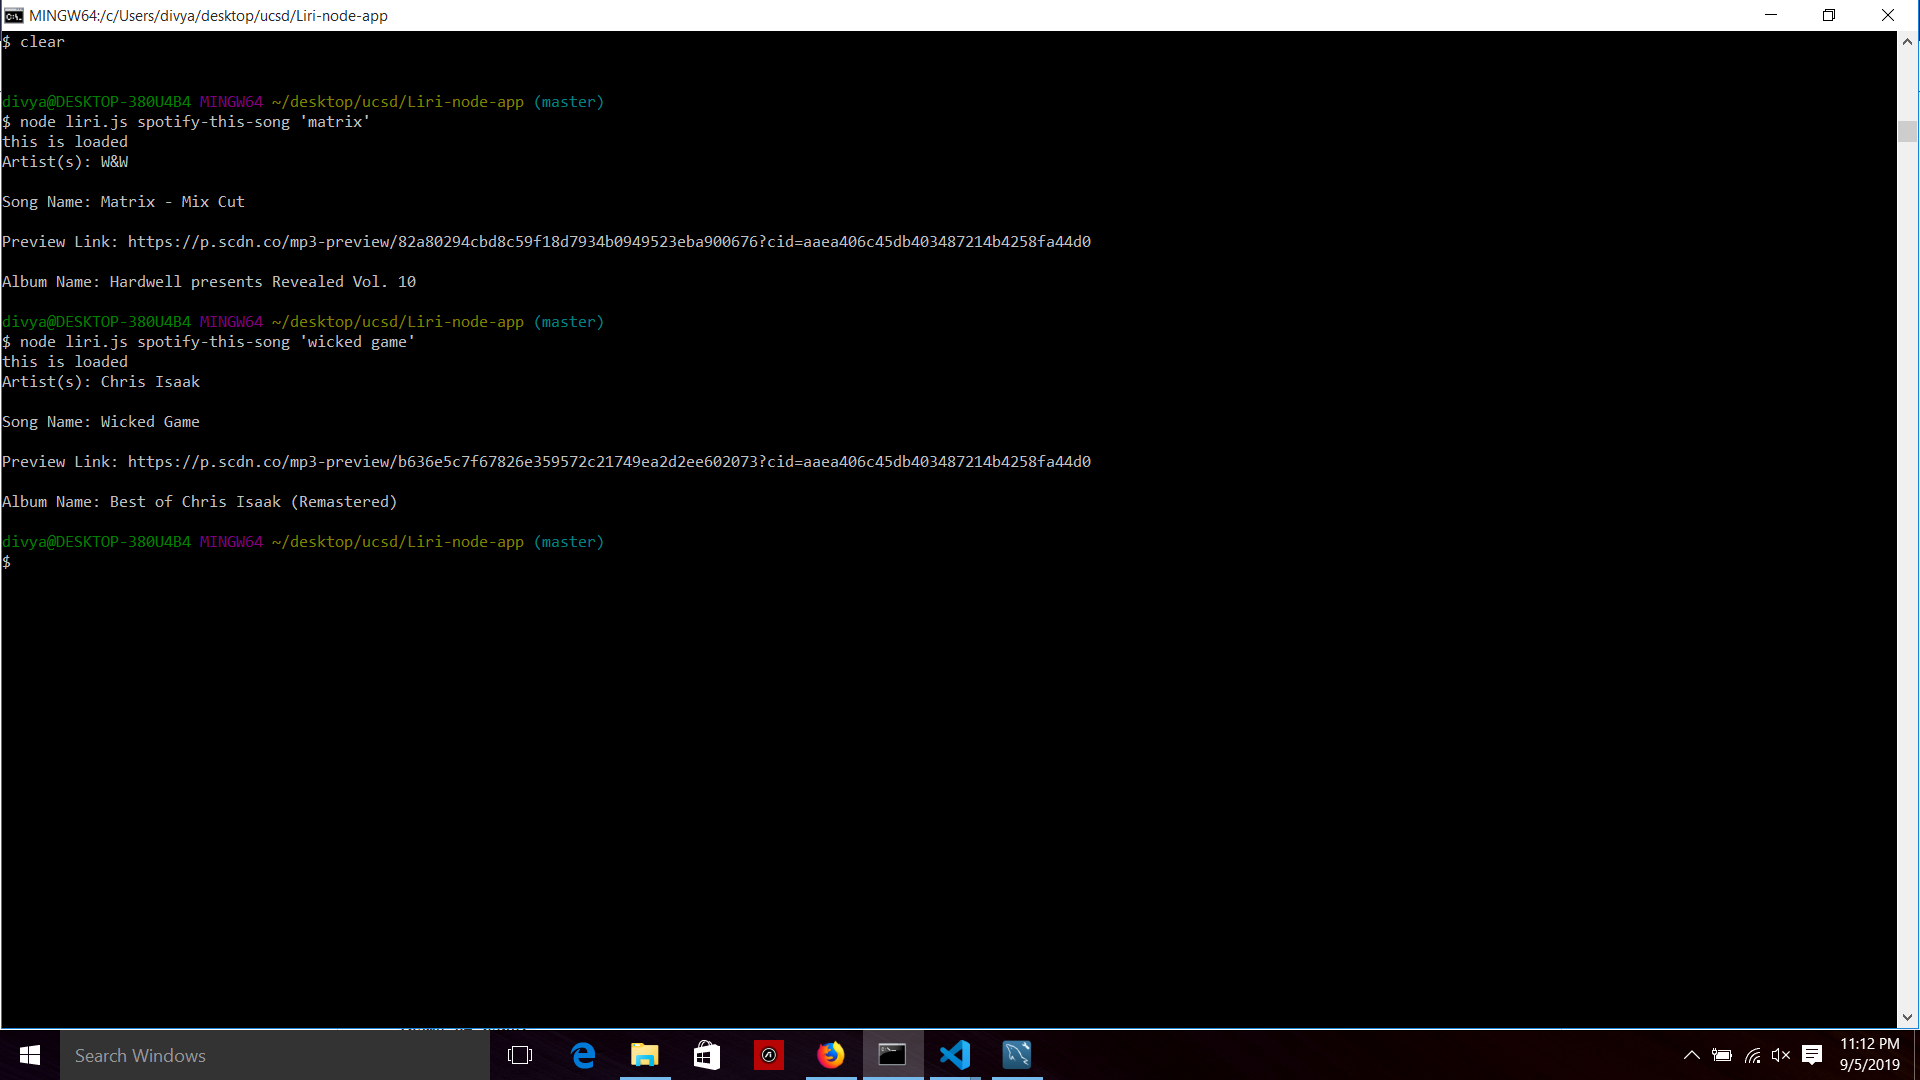 MINGW64:/c/Users/divya/desktop/ucsd/Liri-node-app
$ clear
divya@DESKTOP-380U4B4 MINGW64 ~/desktop/ucsd/Liri-node-app (master)
$ node liri.js spotify-this-song 'matrix'
this is loaded
Artist(s): W&W
Song Name: Matrix - Mix Cut
Preview Link: https://p.scdn.co/mp3-preview/82a80294cbd8c59f18d7934b0949523eba900676?cid=aaea406c45db403487214b4258fa44d0
Album Name: Hardwell presents Revealed Vol. 10
divya@DESKTOP-380U4B4 MINGW64 ~/desktop/ucsd/Liri-node-app (master)
$ node liri.js spotify-this-song 'wicked game'
this is loaded
Artist(s): Chris Isaak
Song Name: Wicked Game
Preview Link: https://p.scdn.co/mp3-preview/b636e5c7f67826e359572c21749ea2d2ee602073?cid=aaea406c45db403487214b4258fa44d0
Album Name: Best of Chris Isaak (Remastered)
divya@DESKTOP-380U4B4 MINGW64 ~/desktop/ucsd/Liri-node-app (master)
$
Search Windows
11:12 PM
9/5/2019